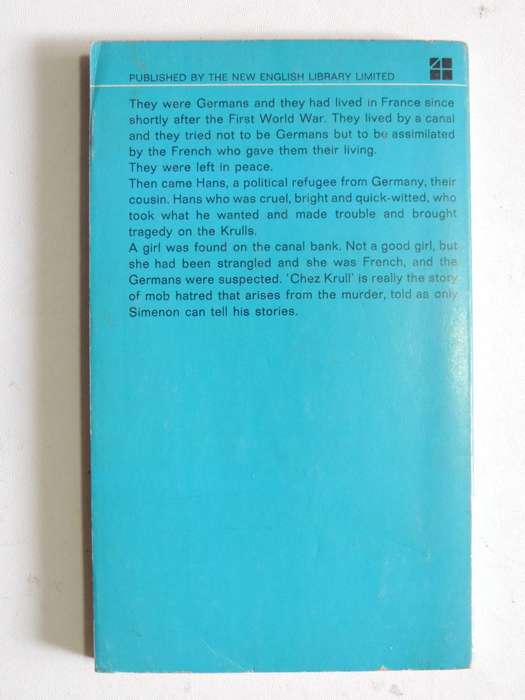 PUBLISHED BY THE NEW ENGLISH LIBRARY LIMITED
They were Germans and they had lived in France since
shortly after the First World War. They lived by a canal
and they tried not to be Germans but to be assimilated
by the French who gave them their living.
They were left in peace.
Then came Hans, a political refugee from Germany, their
cousin. Hans who was cruel, bright and quick-witted, who
took what he wanted and made trouble and brought
tragedy on the Krulls.
A girl was found on the canal bank. Not a good girl, but
she had been strangled and she was French, and the
Germans were suspected. 'Chez Krull' is really the story
of mob hatred that arises from the murder, told as only
Simenon can tell his stories.